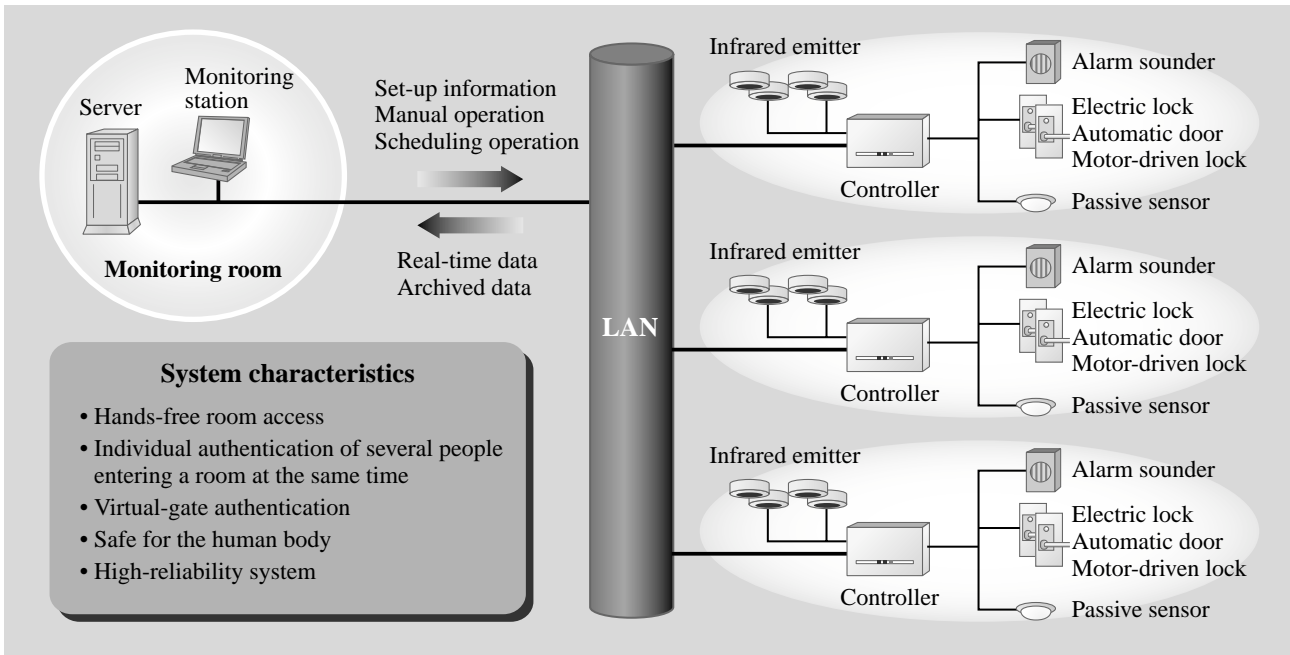 Server
Monitoring
station
Monitoring room
Set-up information
Manual operation
Scheduling operation
Real-time data
Archived data
System characteristics
• Hands-free room access
• Individual authentication of several people
entering a room at the same time
• Virtual-gate authentication
• Safe for the human body
• High-reliability system
LAN
Infrared emitter
Controller
Alarm sounder
Electric lock
Automatic door
Motor-driven lock
Passive sensor
Infrared emitter
Controller
Alarm sounder
Electric lock
Automatic door
Motor-driven lock
Passive sensor
Infrared emitter
Controller
Alarm sounder
Electric lock
Automatic door
Motor-driven lock
Passive sensor